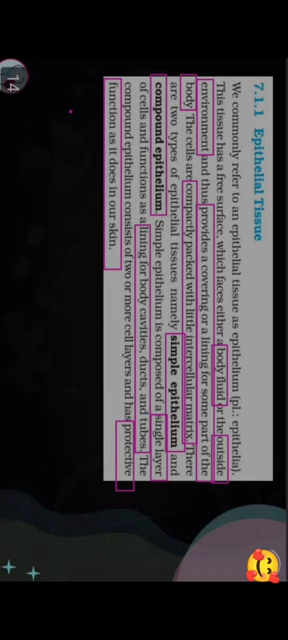 7.1.1 Epithelial Tissue
We commonly refer to an epithelial tissue as epithelium (pl.: epithelia).
This tissue has a free surface, which faces either a body fluid or the outside
environment and thus provides a covering or a lining for some part of the
body. The cells are compactly packed with little intercellular matrix. There
are two types of epithelial tissues namely simple epithelium and
compound epithelium. Simple epithelium is composed of a single layer
of cells and functions as a lining for body cavities, ducts, and tubes. The
compound epithelium consists of two or more cell layers and has protective
function as it does in our skin.
14